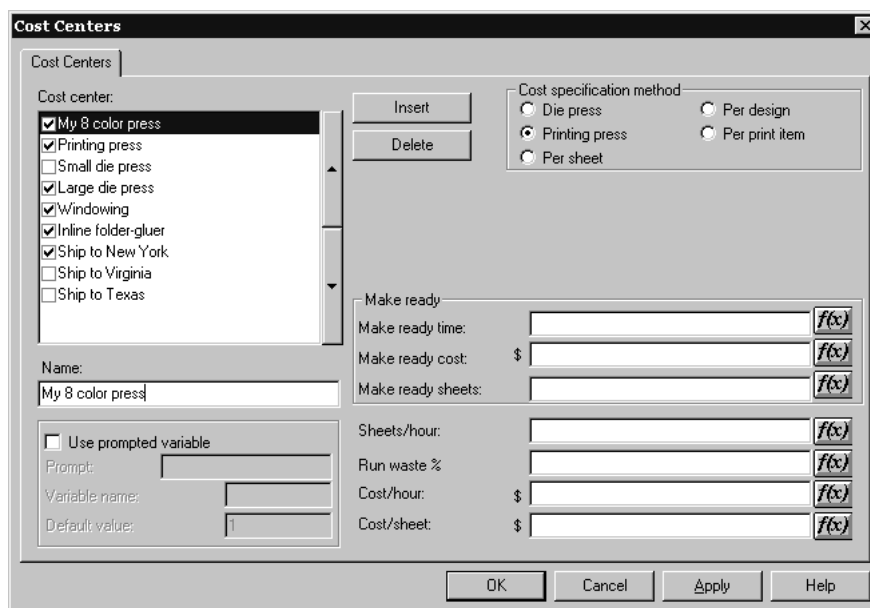 Cost Centers
Cost Centers
Cost center:
My 8 color press
Printing press
Small die press
Large die press
Windowing
Inline folder-gluer
Ship to New York
Ship to Virginia
Ship to Texas
Name:
My 8 color press
Use prompted variable
Prompt:
Variable name:
Default value: 1
Insert
Delete
Cost specification method
Die press Per design
Printing press Per print item
Per sheet
Make ready
Make ready time: f(x)
Make ready cost: $ f(x)
Make ready sheets: f(x)
Sheets/hour: f(x)
Run waste % f(x)
Cost/hour: $ f(x)
Cost/sheet: $ f(x)
OK Cancel Apply Help